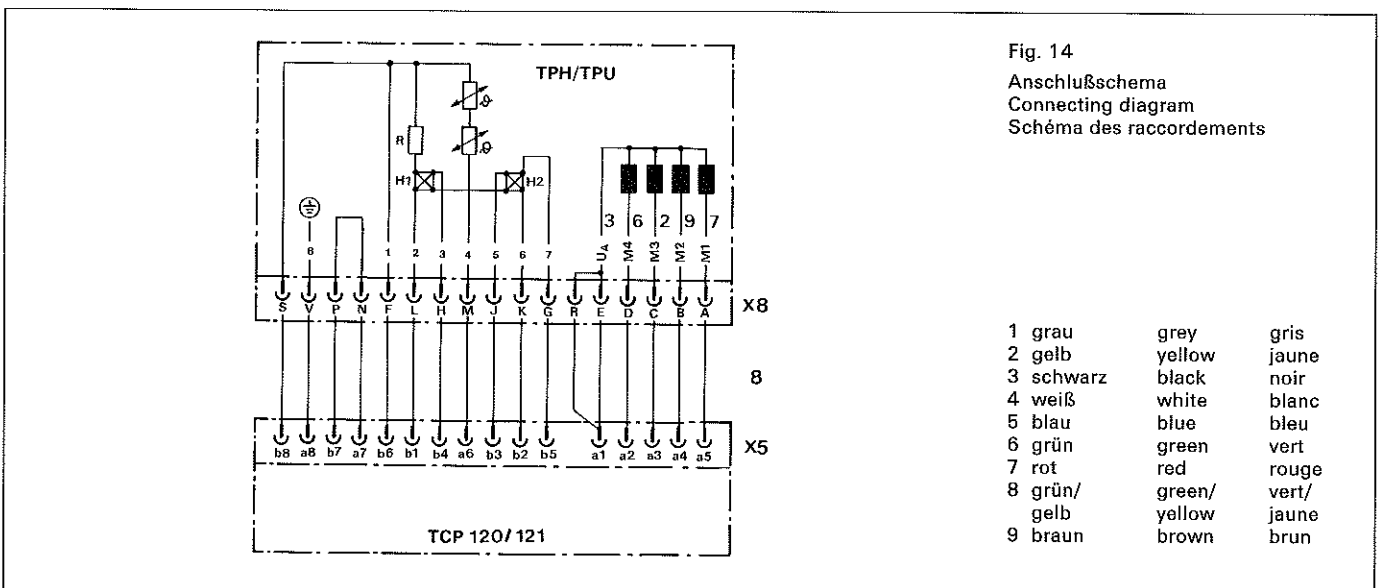 Fig. 14
Anschlußschema
Connecting diagram
Schéma des raccordements
TPH/TPU
ϑ
R ϑ
H1 H2
3 6 2 9 7
8 1 2 3 4 5 6 7 UA M4 M3 M2 M1
S V P N F L H M J K G R E D C B A X8
8
b8 a8 b7 a7 b6 b1 b4 a6 b3 b2 b5 a1 a2 a3 a4 a5 X5
TCP 120/121
1 grau grey gris
2 gelb yellow jaune
3 schwarz black noir
4 weiß white blanc
5 blau blue bleu
6 grün green vert
7 rot red rouge
8 grün/ green/ vert/
gelb yellow jaune
9 braun brown brun